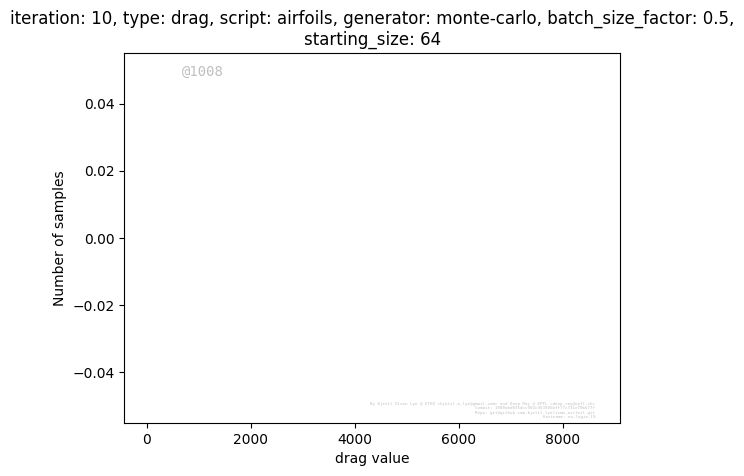 iteration: 10, type: drag, script: airfoils, generator: monte-carlo, batch_size_factor: 0.5,
starting_size: 64
@1008
0.04
0.02
0.00
−0.02
−0.04
Number of samples
0 2000 4000 6000 8000
drag value